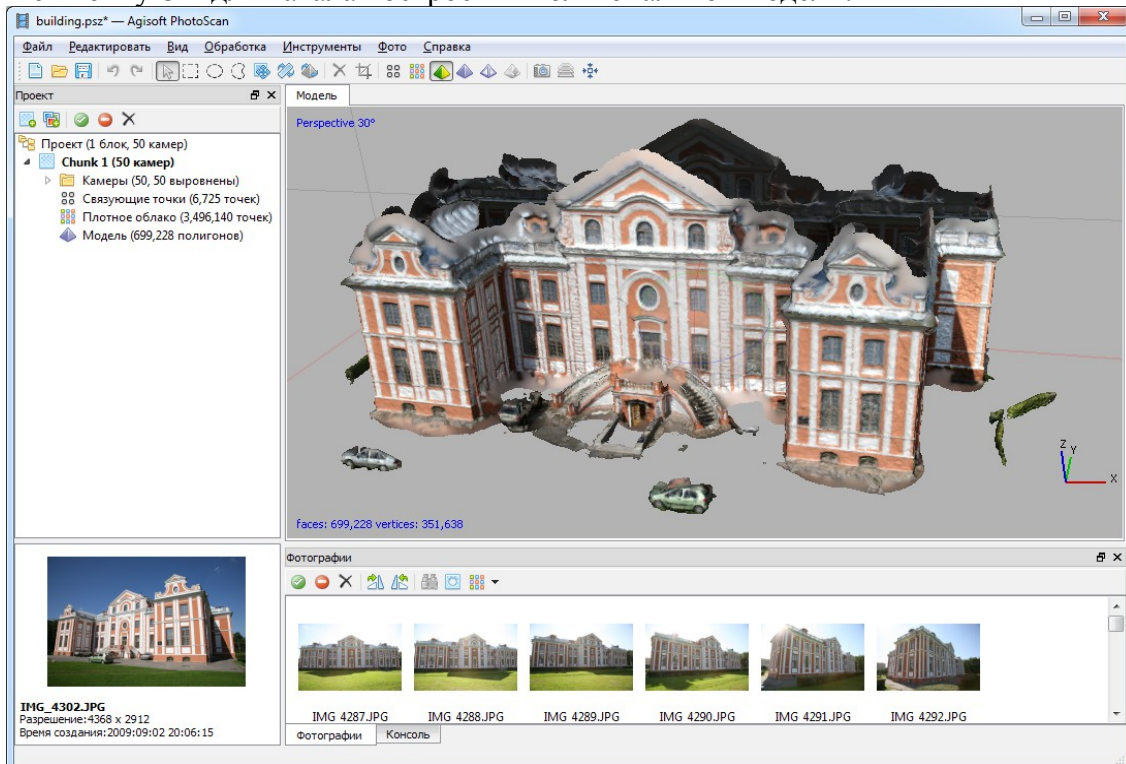 building.psz* — Agisoft PhotoScan
Файл Редактировать Вид Обработка Инструменты Фото Справка
Проект
Модель
Проект (1 блок, 50 камер)
Chunk 1 (50 камер)
Камеры (50, 50 выровнены)
Связующие точки (6,725 точек)
Плотное облако (3,496,140 точек)
Модель (699,228 полигонов)
Perspective 30°
Z
Y
X
faces: 699,228 vertices: 351,638
IMG_4302.JPG
Разрешение:4368 x 2912
Время создания:2009:09:02 20:06:15
Фотографии
IMG 4287.JPG IMG 4288.JPG IMG 4289.JPG IMG 4290.JPG IMG 4291.JPG IMG 4292.JPG
Фотографии Консоль